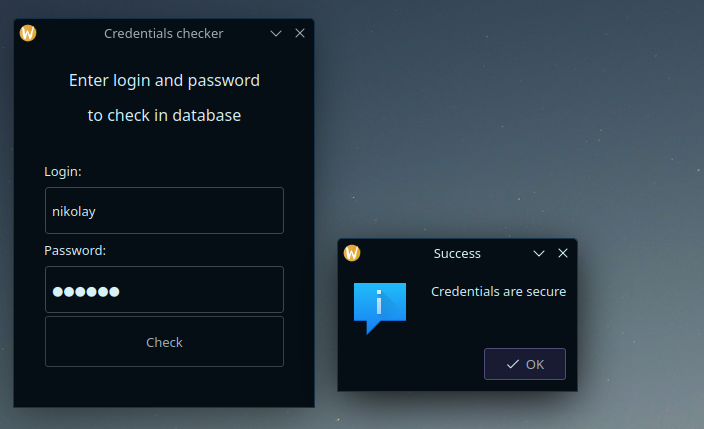 Credentials checker
Enter login and password
to check in database
Login:
nikolay
Password:
●●●●●●
Check
Success
Credentials are secure
OK